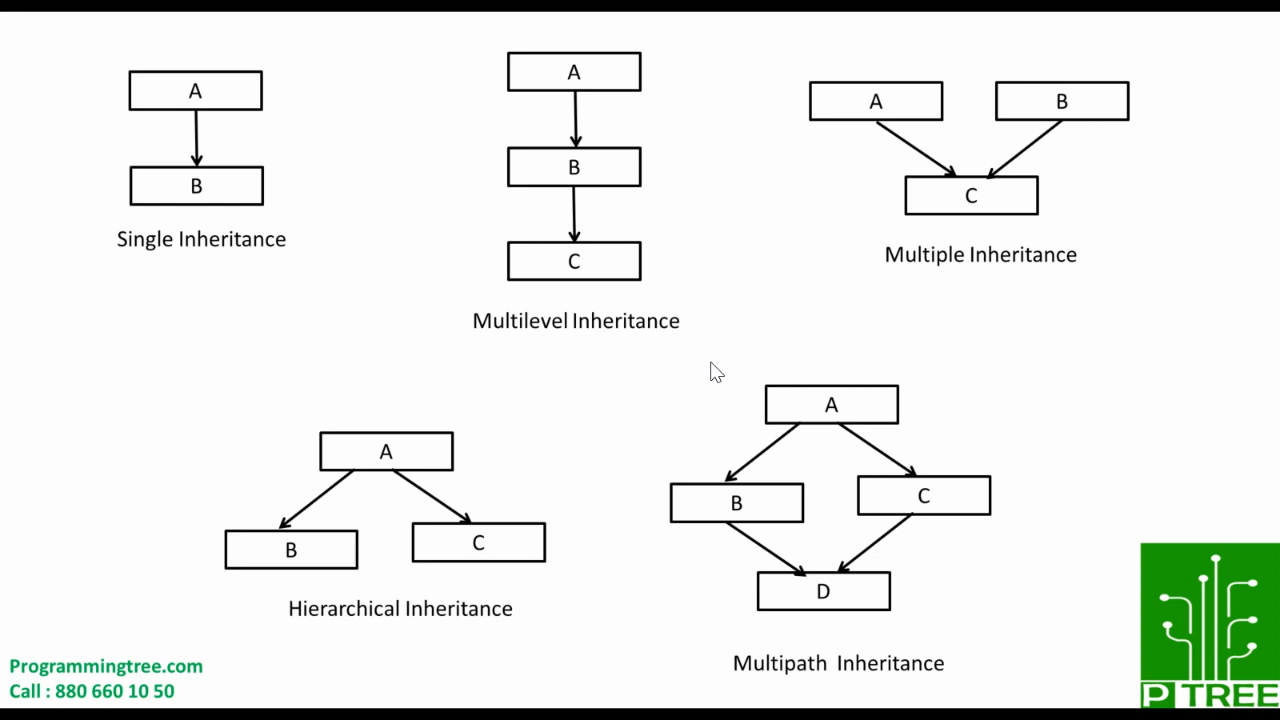 A
B
Single Inheritance
A
B
C
Multilevel Inheritance
A B
C
Multiple Inheritance
A
B C
Hierarchical Inheritance
A
B C
D
Multipath Inheritance
Programmingtree.com
Call : 880 660 10 50
P TREE